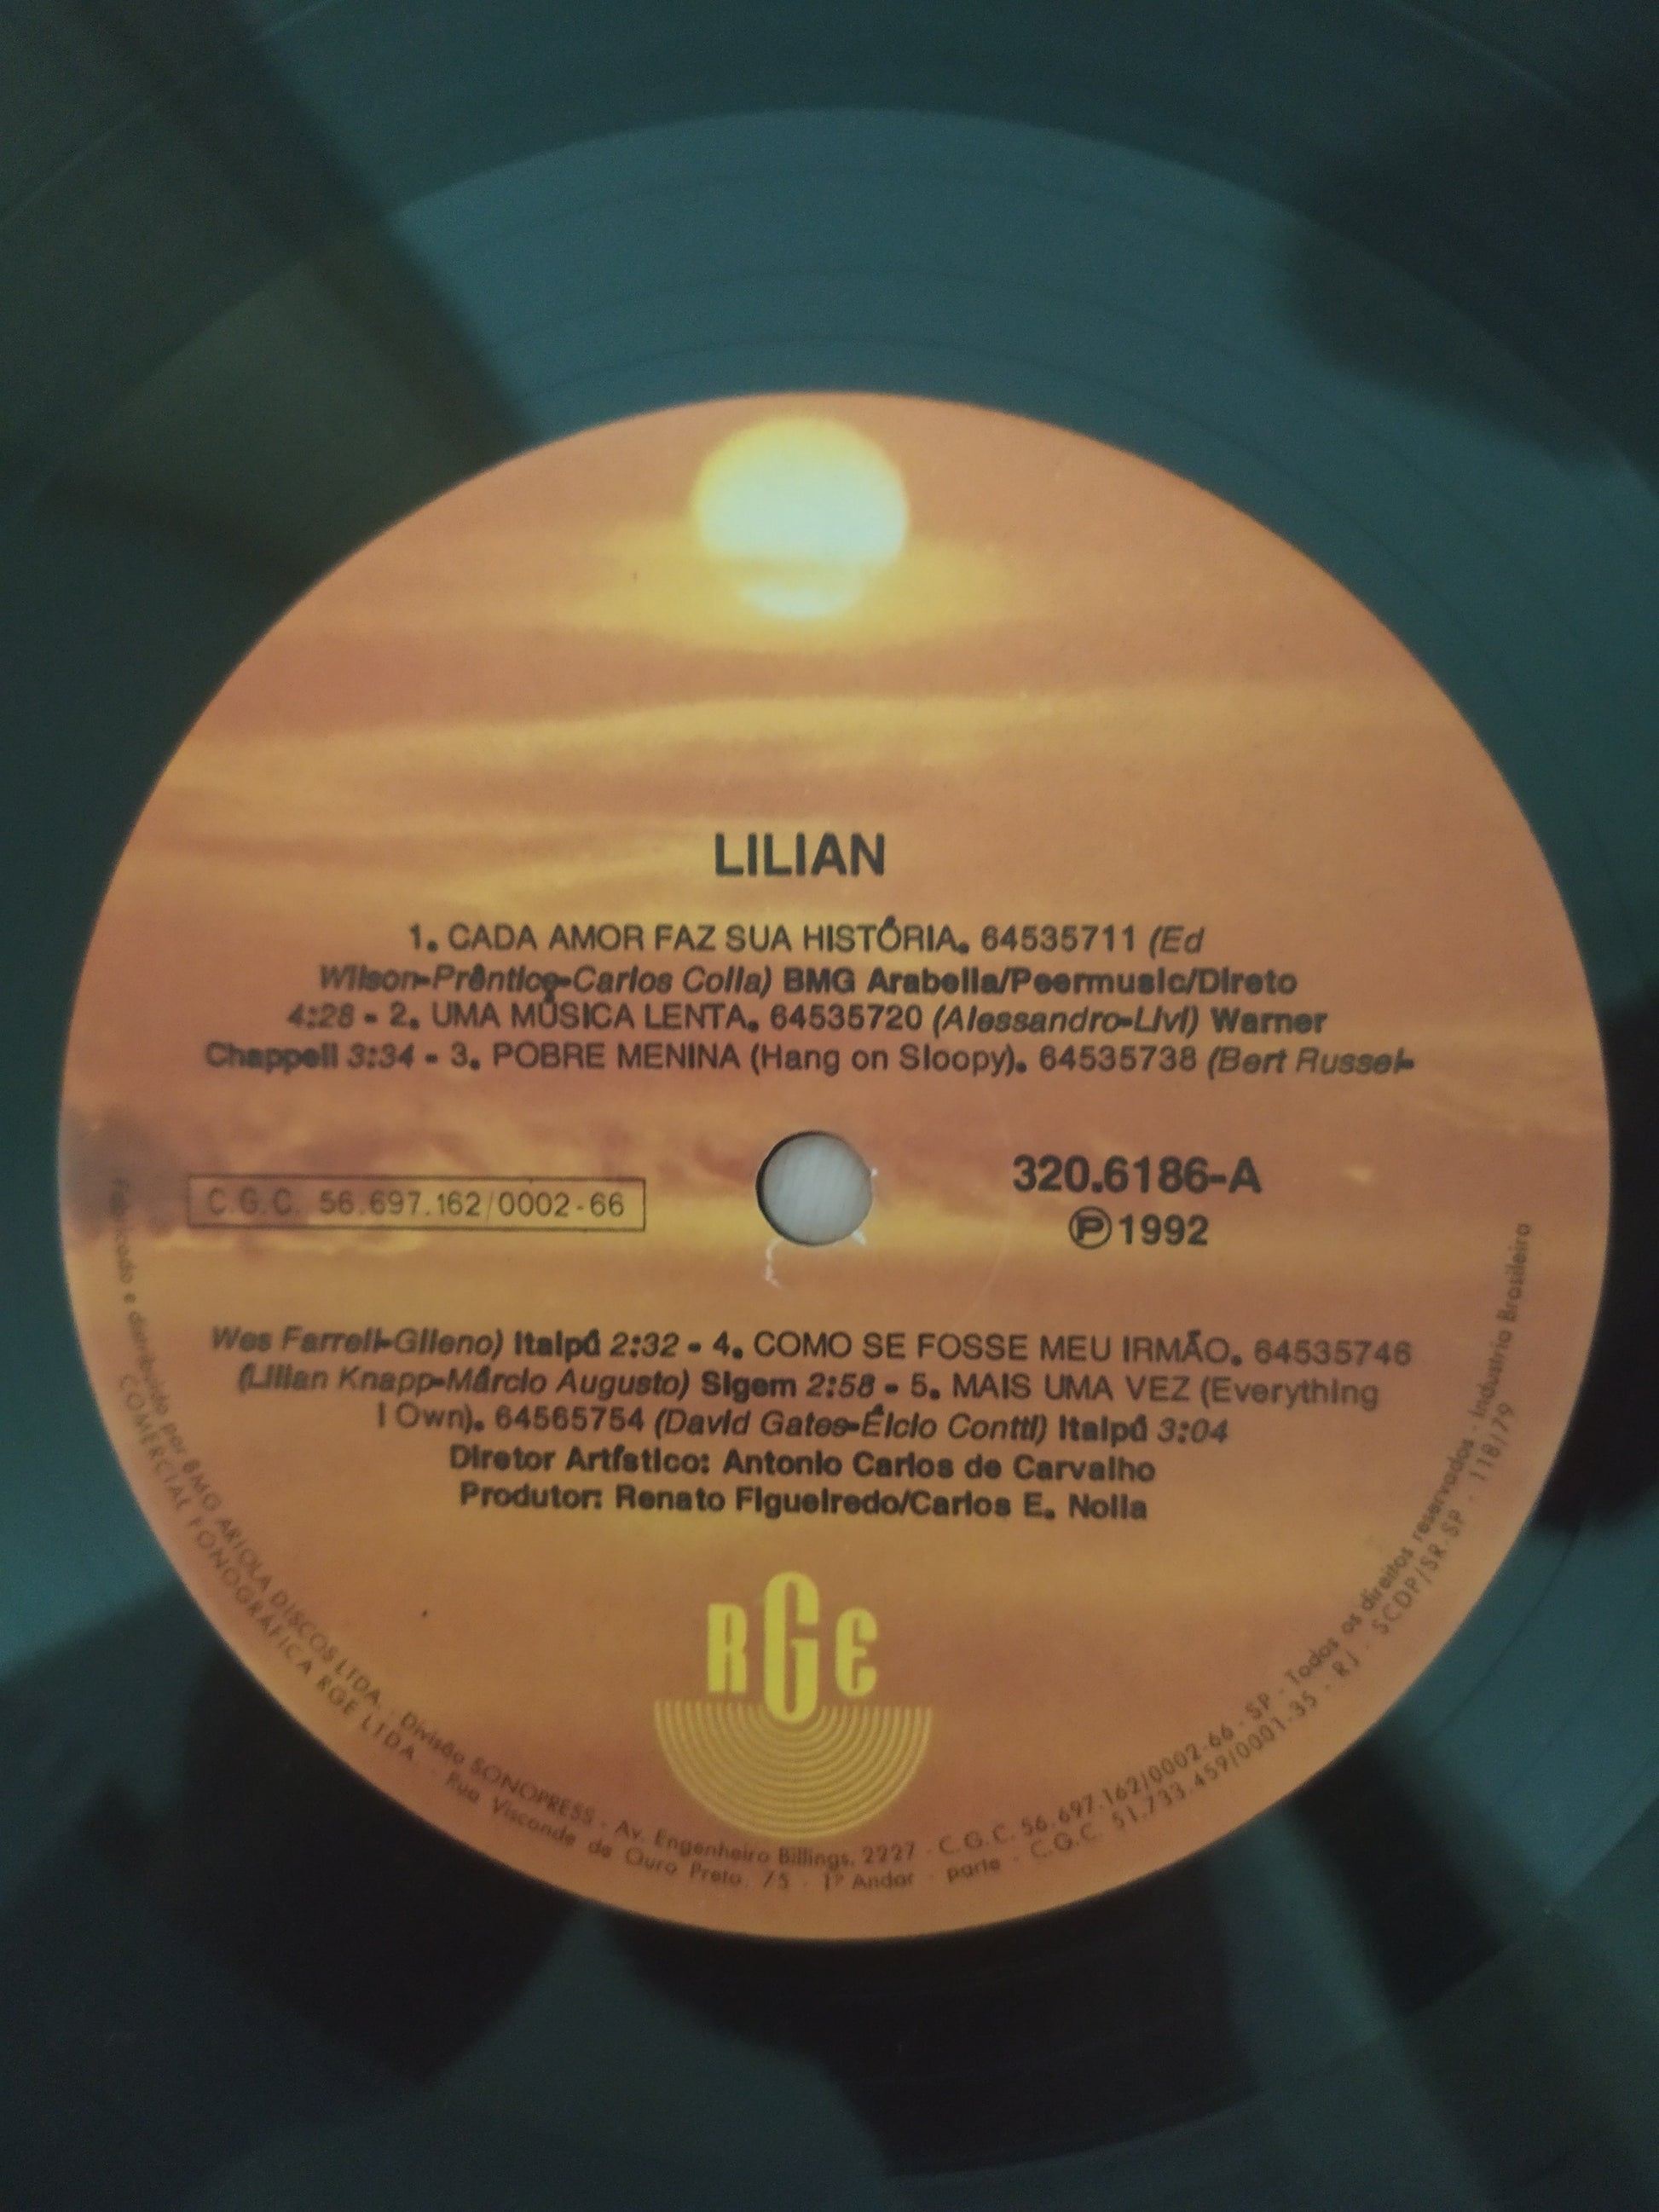 LILIAN
1. CADA AMOR FAZ SUA HISTÓRIA. 64535711 (Ed
Wilson-Prêntice-Carlos Colla) BMG Arabella/Peermusic/Direto
4:28 - 2. UMA MÚSICA LENTA. 64535720 (Alessandro-Livi) Warner
Chappell 3:34 - 3. POBRE MENINA (Hang on Sloopy). 64535738 (Bert Russel-
C.G.C. 56.697.162/0002-66
320.6186-A
Ⓟ1992
Wes Farrell-Gileno) Itaipú 2:32 - 4. COMO SE FOSSE MEU IRMÃO. 64535746
(Lilian Knapp-Márcio Augusto) Sigem 2:58 - 5. MAIS UMA VEZ (Everything
I Own). 64565754 (David Gates-Élcio Contti) Itaipú 3:04
Diretor Artístico: Antonio Carlos de Carvalho
Produtor: Renato Figueiredo/Carlos E. Nolla
RGE
Fabricado e distribuído por BMG ARIOLA DISCOS LTDA. - Divisão SONOPRESS - Av. Engenheiro Billings, 2227 - C.G.C. 56.697.162/0002-66 - SP - Todos os direitos reservados - Industria Brasileira
COMERCIAL FONOGRÁFICA RGE LTDA. - Rua Visconde de Ouro Preto, 75 - 1º Andar - parte - C.G.C. 51.733.459/0001-35 - RJ - SCDP/SR-SP - 118/79